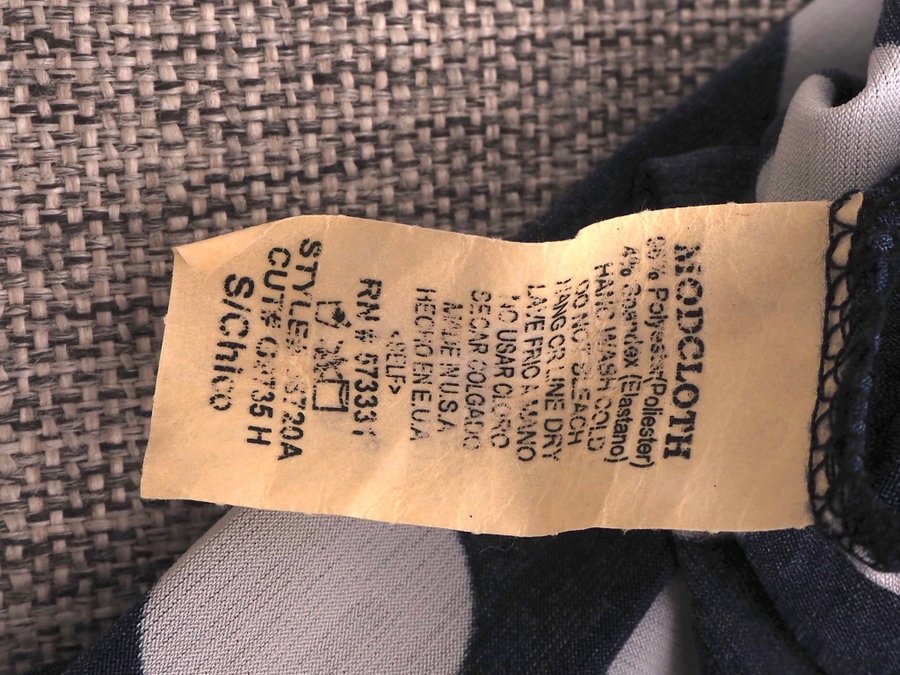 MODCLOTH
96% Polyester(Poliester)
4% Spandex (Elastano)
HAND WASH COLD
DO NOT BLEACH
HANG OR LINE DRY
LAVE FRIO A MANO
NO USAR CLORO
SECAR COLGADO
MADE IN U.S.A
HECHO EN E.U.A
<SELF>
RN # 57333
STYLE#
CUT#
S/Chico